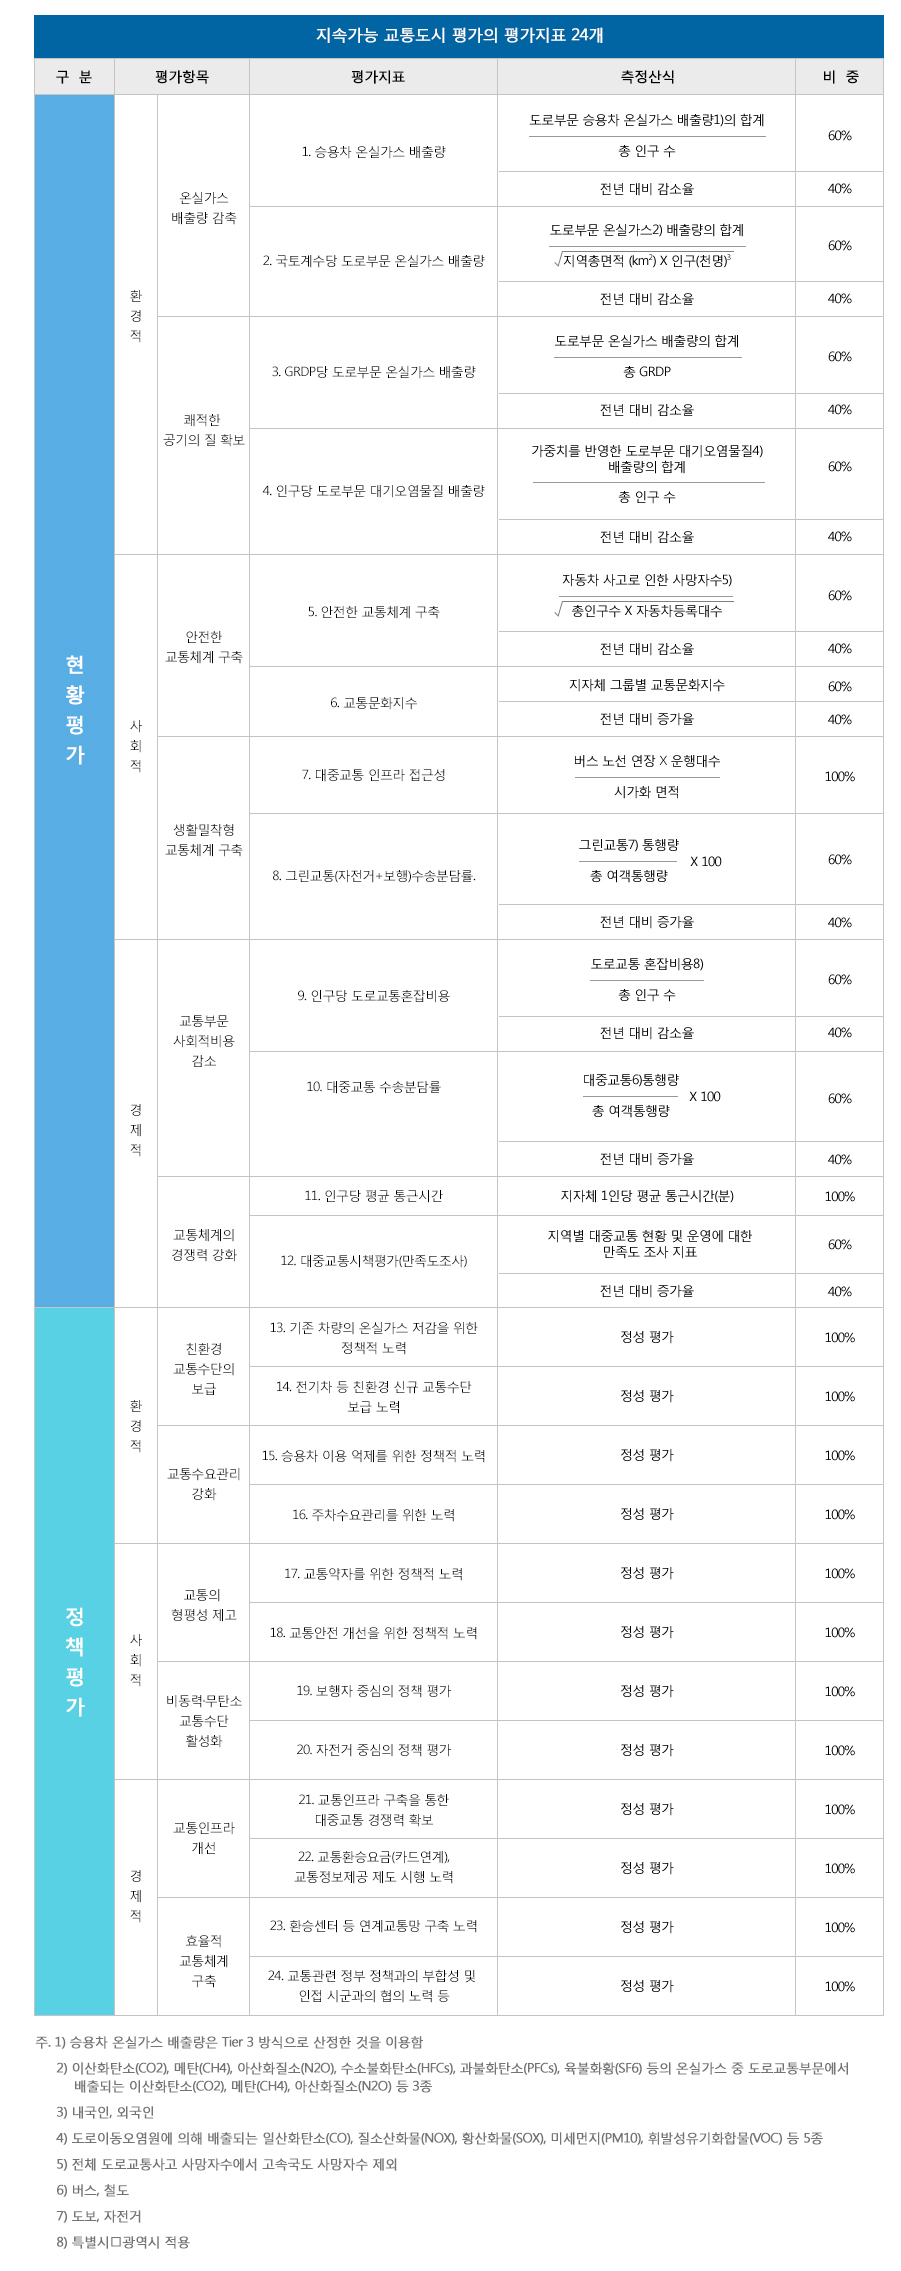 지속가능 교통도시 평가의 평가지표 24개
구 분 평가항목 평가지표 측정산식 비 중
현
황
평
가
환
경
적
온실가스
배출량 감축
1. 승용차 온실가스 배출량
도로부문 승용차 온실가스 배출량1)의 합계
총 인구 수
60%
전년 대비 감소율
40%
2. 국토계수당 도로부문 온실가스 배출량
도로부문 온실가스2) 배출량의 합계
√지역총면적 (km²) X 인구(천명)³
60%
전년 대비 감소율
40%
쾌적한
공기의 질 확보
3. GRDP당 도로부문 온실가스 배출량
도로부문 온실가스 배출량의 합계
총 GRDP
60%
전년 대비 감소율
40%
4. 인구당 도로부문 대기오염물질 배출량
가중치를 반영한 도로부문 대기오염물질4)
배출량의 합계
총 인구 수
60%
전년 대비 감소율
40%
사
회
적
안전한
교통체계 구축
5. 안전한 교통체계 구축
자동차 사고로 인한 사망자수5)
√ 총인구수 X 자동차등록대수
60%
전년 대비 감소율
40%
6. 교통문화지수
지자체 그룹별 교통문화지수
60%
전년 대비 증가율
40%
생활밀착형
교통체계 구축
7. 대중교통 인프라 접근성
버스 노선 연장 X 운행대수
시가화 면적
100%
8. 그린교통(자전거+보행)수송분담률.
그린교통7) 통행량
총 여객통행량
X 100
60%
전년 대비 증가율
40%
경
제
적
교통부문
사회적비용
감소
9. 인구당 도로교통혼잡비용
도로교통 혼잡비용8)
총 인구 수
60%
전년 대비 감소율
40%
10. 대중교통 수송분담률
대중교통6)통행량
총 여객통행량
X 100
60%
전년 대비 증가율
40%
교통체계의
경쟁력 강화
11. 인구당 평균 통근시간
지자체 1인당 평균 통근시간(분)
100%
12. 대중교통시책평가(만족도조사)
지역별 대중교통 현황 및 운영에 대한
만족도 조사 지표
60%
전년 대비 증가율
40%
정
책
평
가
환
경
적
친환경
교통수단의
보급
13. 기존 차량의 온실가스 저감을 위한
정책적 노력
정성 평가
100%
14. 전기차 등 친환경 신규 교통수단
보급 노력
정성 평가
100%
교통수요관리
강화
15. 승용차 이용 억제를 위한 정책적 노력
정성 평가
100%
16. 주차수요관리를 위한 노력
정성 평가
100%
사
회
적
교통의
형평성 제고
17. 교통약자를 위한 정책적 노력
정성 평가
100%
18. 교통안전 개선을 위한 정책적 노력
정성 평가
100%
비동력·무탄소
교통수단
활성화
19. 보행자 중심의 정책 평가
정성 평가
100%
20. 자전거 중심의 정책 평가
정성 평가
100%
경
제
적
교통인프라
개선
21. 교통인프라 구축을 통한
대중교통 경쟁력 확보
정성 평가
100%
22. 교통환승요금(카드연계),
교통정보제공 제도 시행 노력
정성 평가
100%
효율적
교통체계
구축
23. 환승센터 등 연계교통망 구축 노력
정성 평가
100%
24. 교통관련 정부 정책과의 부합성 및
인접 시군과의 협의 노력 등
정성 평가
100%
주. 1) 승용차 온실가스 배출량은 Tier 3 방식으로 산정한 것을 이용함
2) 이산화탄소(CO2), 메탄(CH4), 아산화질소(N2O), 수소불화탄소(HFCs), 과불화탄소(PFCs), 육불화황(SF6) 등의 온실가스 중 도로교통부문에서
배출되는 이산화탄소(CO2), 메탄(CH4), 아산화질소(N2O) 등 3종
3) 내국인, 외국인
4) 도로이동오염원에 의해 배출되는 일산화탄소(CO), 질소산화물(NOX), 황산화물(SOX), 미세먼지(PM10), 휘발성유기화합물(VOC) 등 5종
5) 전체 도로교통사고 사망자수에서 고속국도 사망자수 제외
6) 버스, 철도
7) 도보, 자전거
8) 특별시□광역시 적용